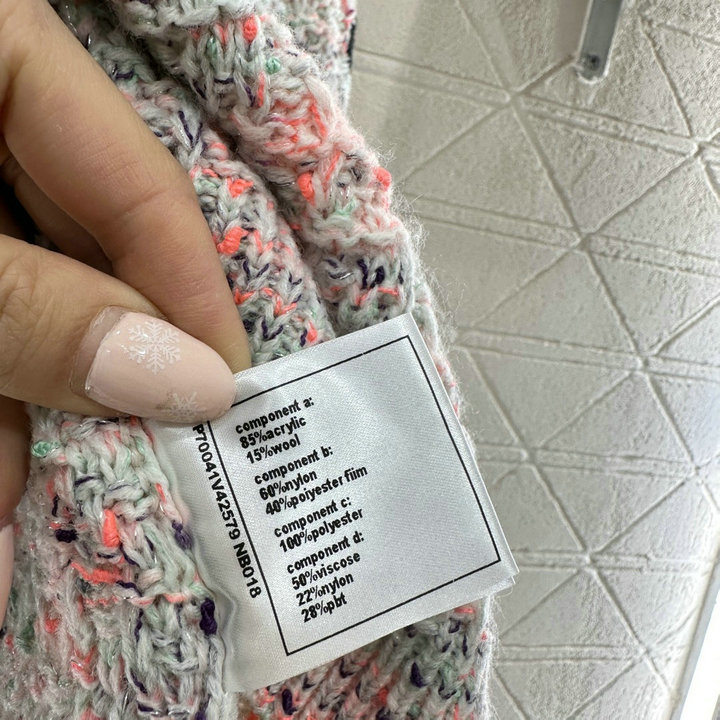 component a:
85%acrylic
15%wool
component b:
60%nylon
40%polyester film
component c:
100%polyester
component d:
50%viscose
22%nylon
28%pbt
P70041V42579 NB018